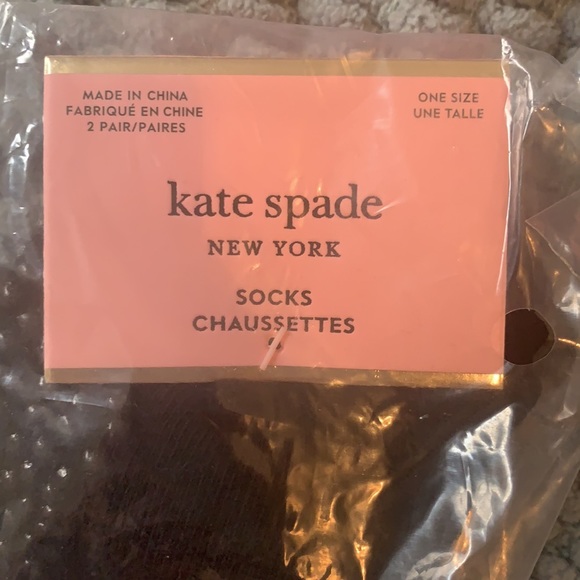 MADE IN CHINA
FABRIQUÉ EN CHINE
2 PAIR/PAIRES
ONE SIZE
UNE TALLE
kate spade
NEW YORK
SOCKS
CHAUSSETTES